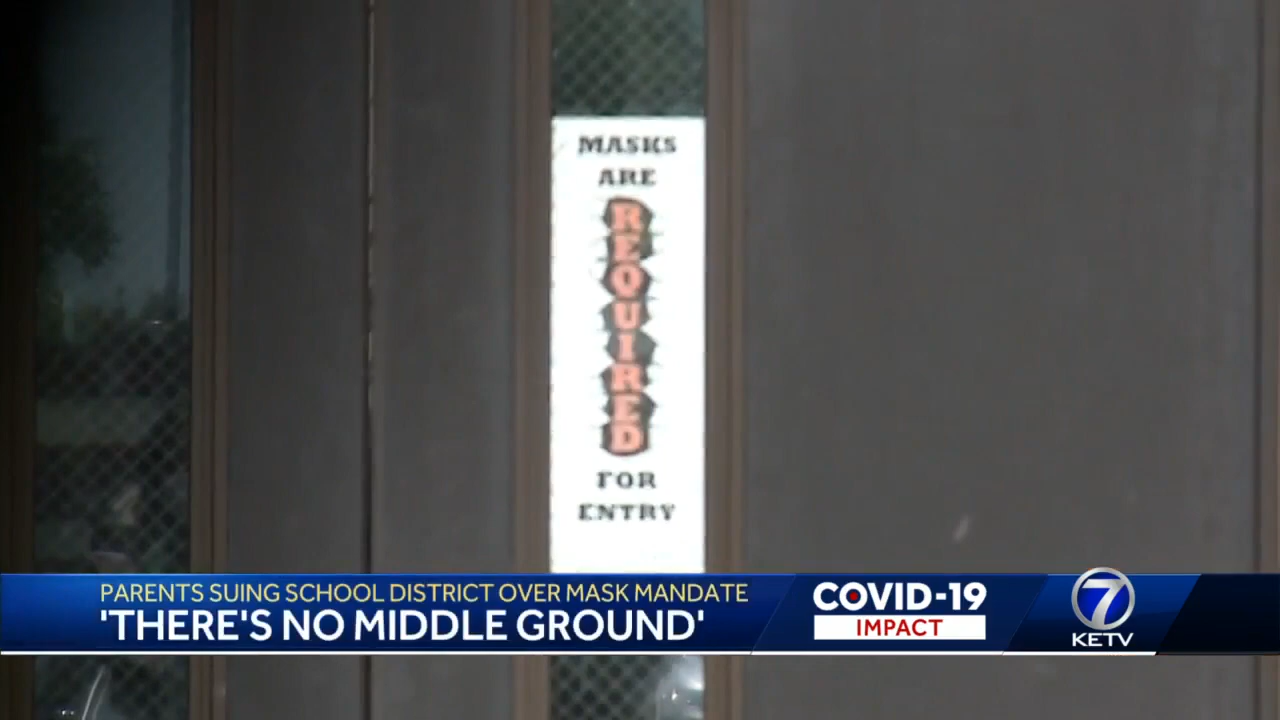 MASKS
ARE
REQUIRED
FOR
ENTRY
PARENTS SUING SCHOOL DISTRICT OVER MASK MANDATE
'THERE'S NO MIDDLE GROUND'
COVID-19
IMPACT
7
KETV